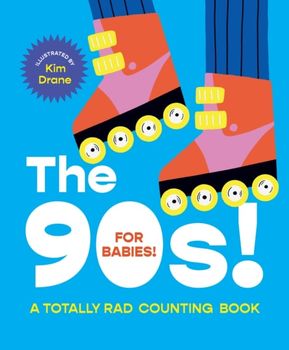 ILLUSTRATED BY
Kim
Drane
The
FOR
BABIES!
90s!
A TOTALLY RAD COUNTING BOOK